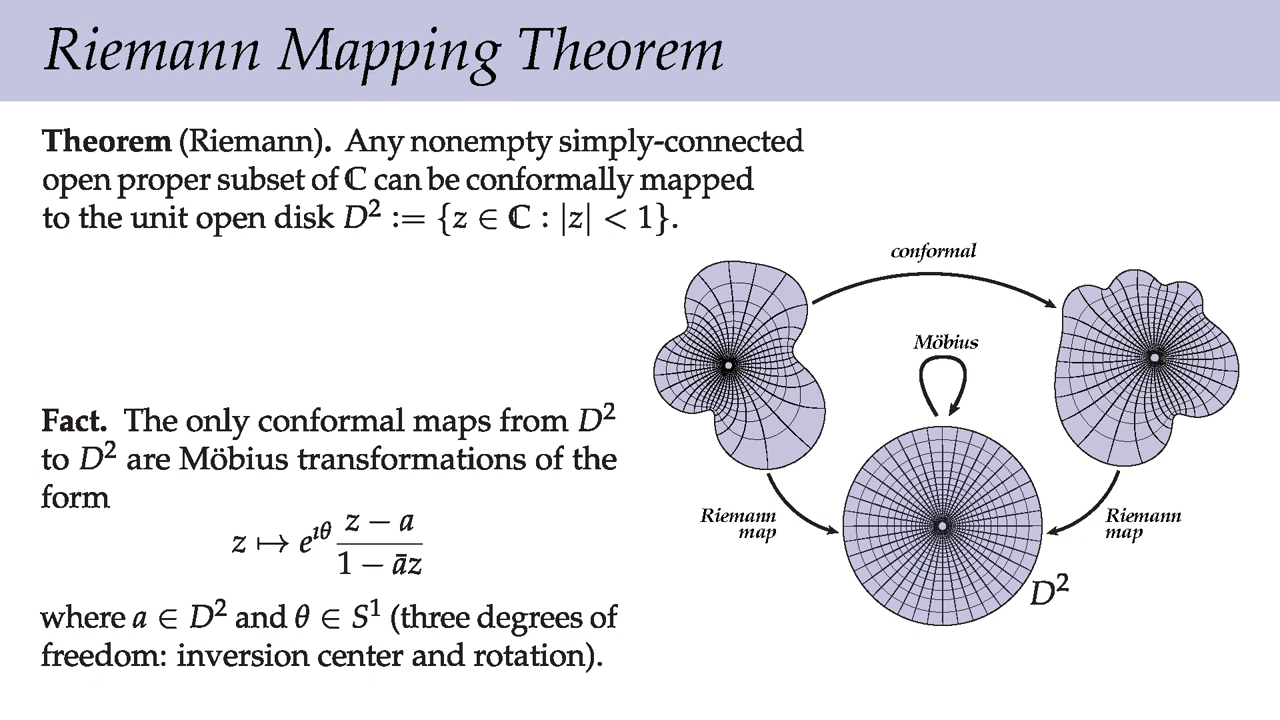 Riemann Mapping Theorem
Theorem (Riemann). Any nonempty simply-connected
open proper subset of ℂ can be conformally mapped
to the unit open disk D² := {z ∈ ℂ : |z| < 1}.
Fact. The only conformal maps from D²
to D² are Möbius transformations of the
form
z ↦ e^{ıθ} \frac{z − a}{1 − āz}
where a ∈ D² and θ ∈ S¹ (three degrees of
freedom: inversion center and rotation).
conformal
Möbius
Riemann
map
Riemann
map
D²